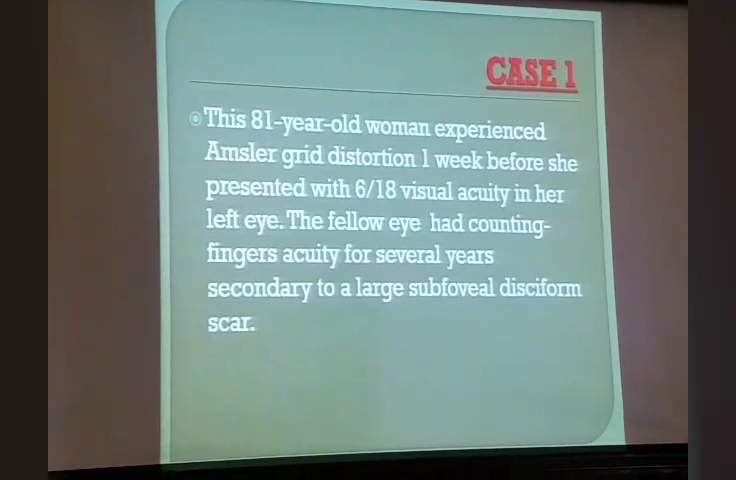 CASE 1
This 81-year-old woman experienced
Amsler grid distortion 1 week before she
presented with 6/18 visual acuity in her
left eye. The fellow eye had counting-
fingers acuity for several years
secondary to a large subfoveal disciform
scar.